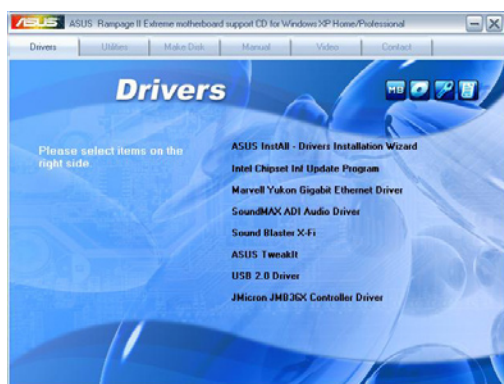 ASUS ASUS Rampage II Extreme motherboard support CD for Windows XP Home/Professional
Drivers Utilities Make Disk Manual Video Contact
Drivers
MB
Please select items on the
right side.
ASUS InstAll - Drivers Installation Wizard
Intel Chipset Inf Update Program
Marvell Yukon Gigabit Ethernet Driver
SoundMAX ADI Audio Driver
Sound Blaster X-Fi
ASUS TweakIt
USB 2.0 Driver
JMicron JMB36X Controller Driver